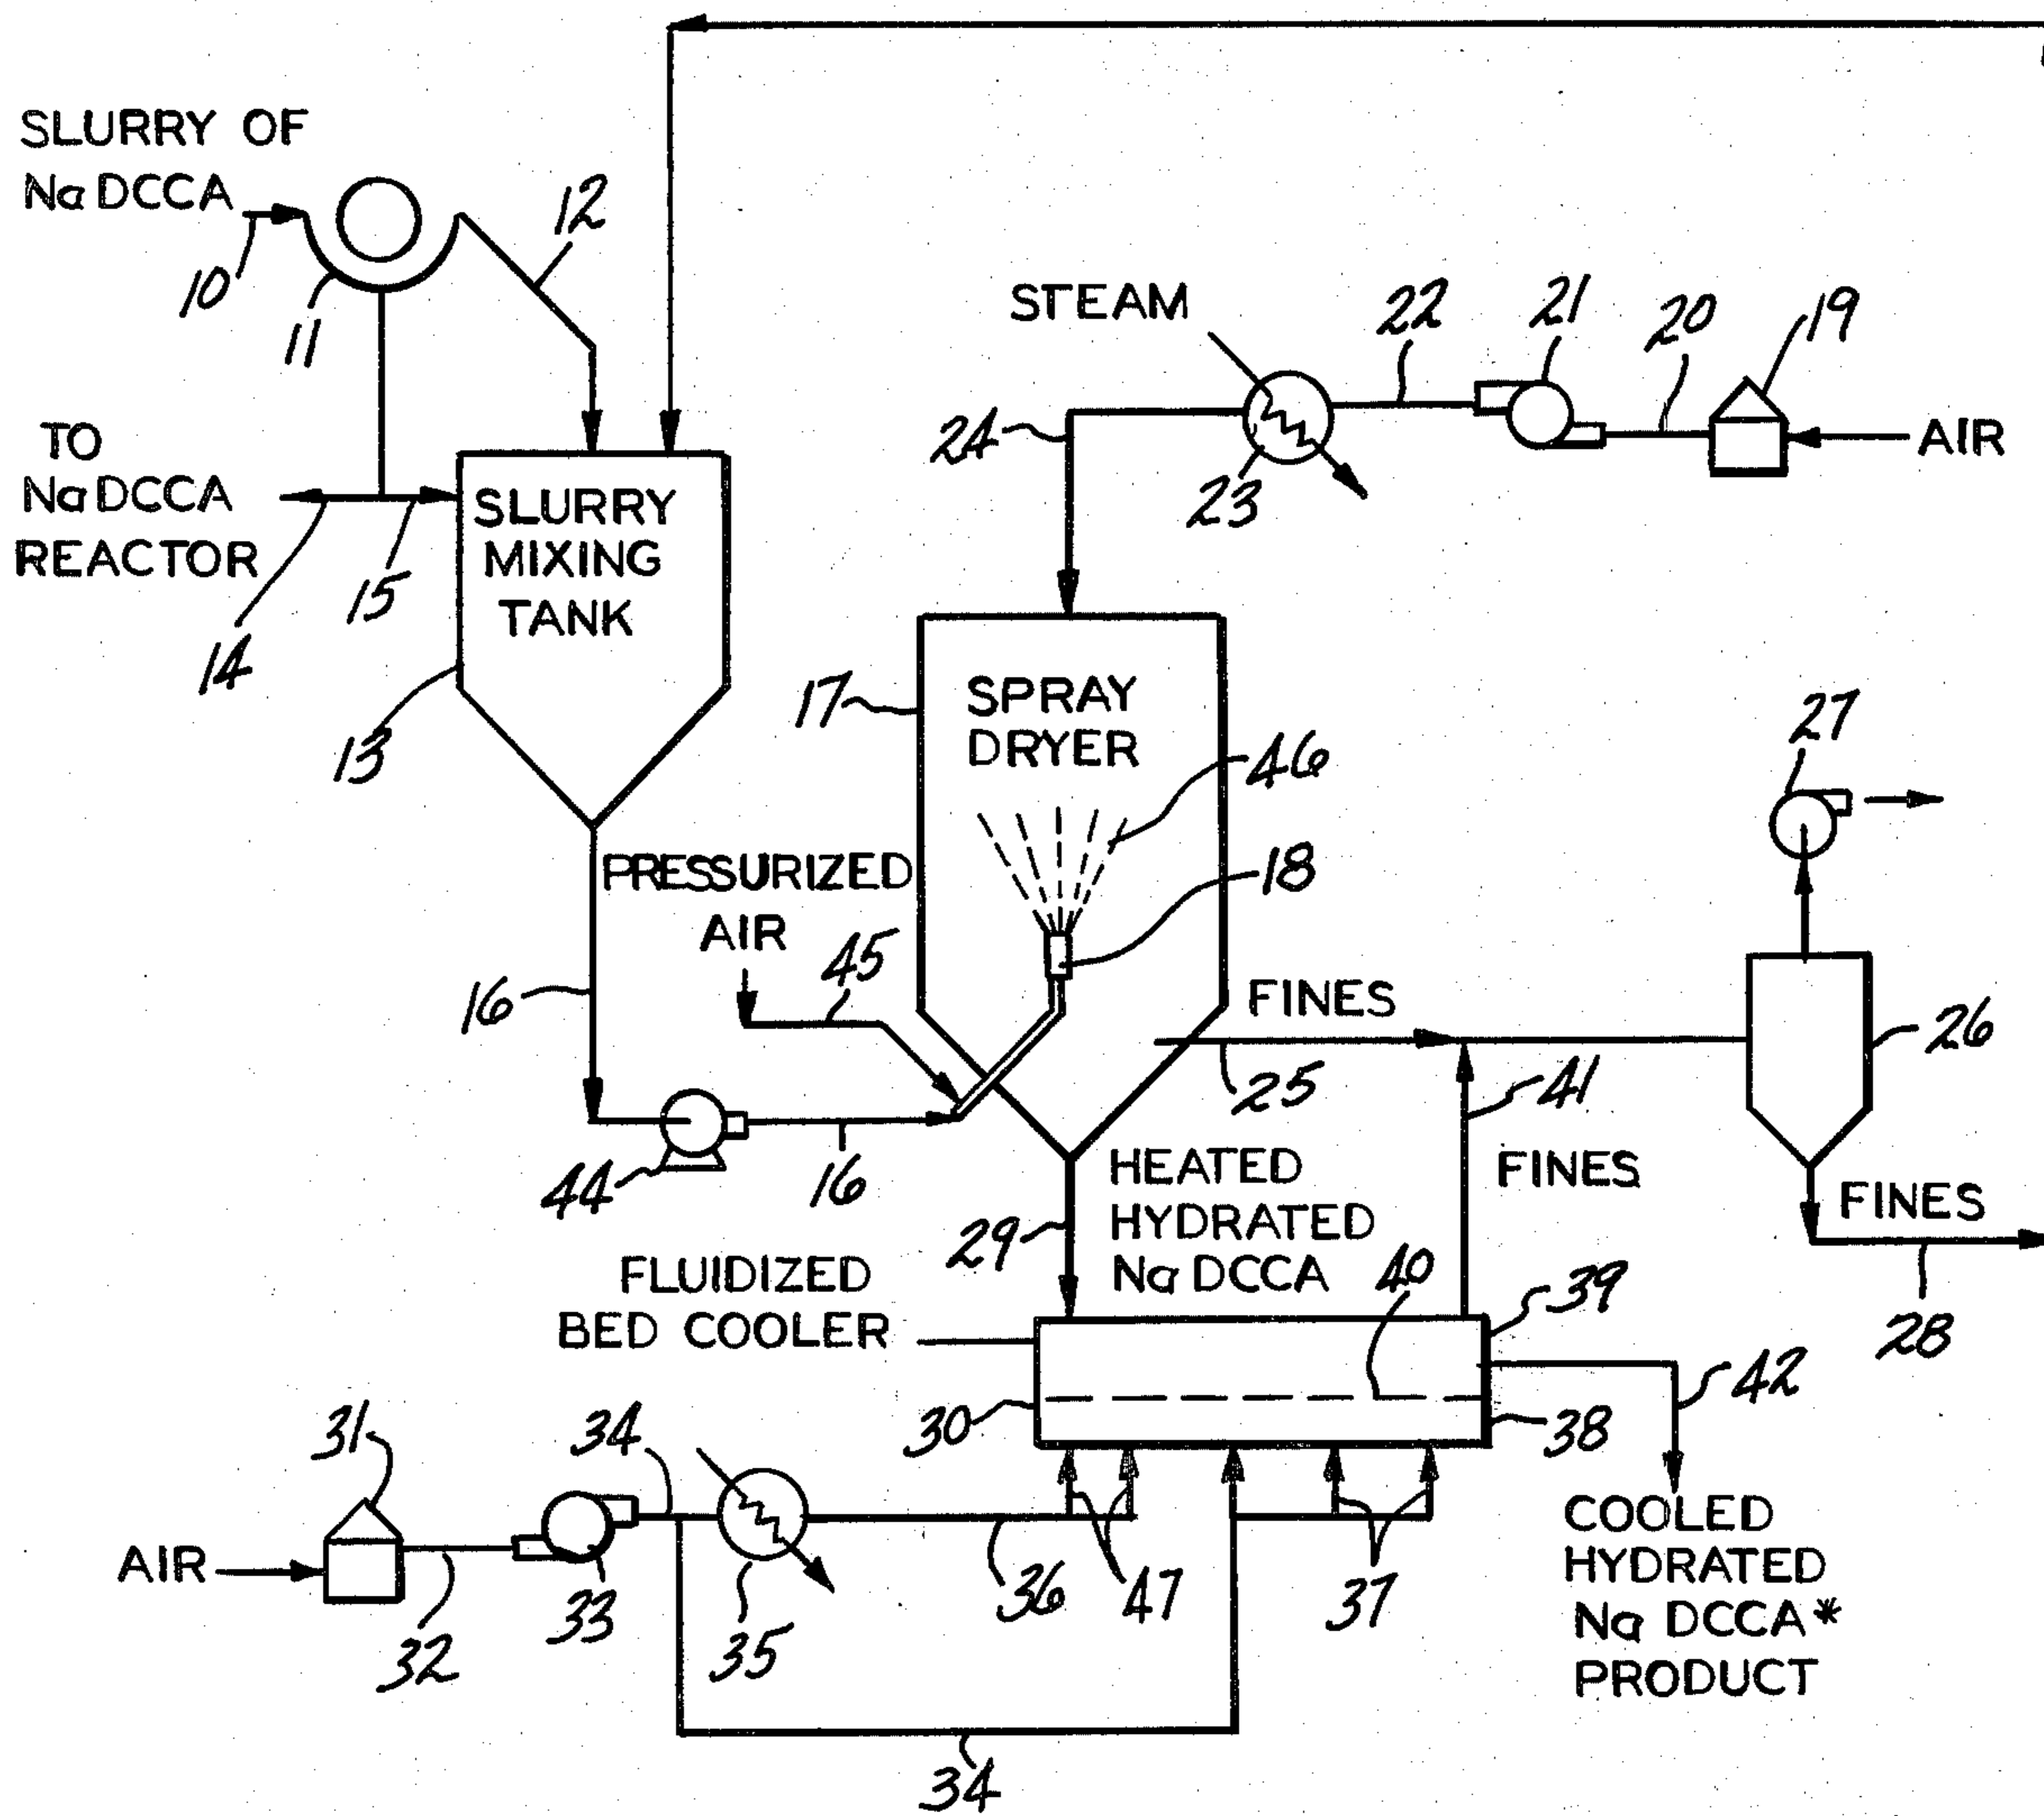 SLURRY OF
Na DCCA
10
11
12
TO
Na DCCA
REACTOR
14
15
SLURRY
MIXING
TANK
13
STEAM
22
21
20
19
AIR
24
23
17
SPRAY
DRYER
46
18
27
PRESSURIZED
AIR
45
16
FINES
25
41
26
44
16
HEATED
HYDRATED
Na DCCA
29
FINES
FINES
28
FLUIDIZED
BED COOLER
40
39
30
38
42
31
34
AIR
32
33
35
36
47
37
COOLED
HYDRATED
Na DCCA*
PRODUCT
34